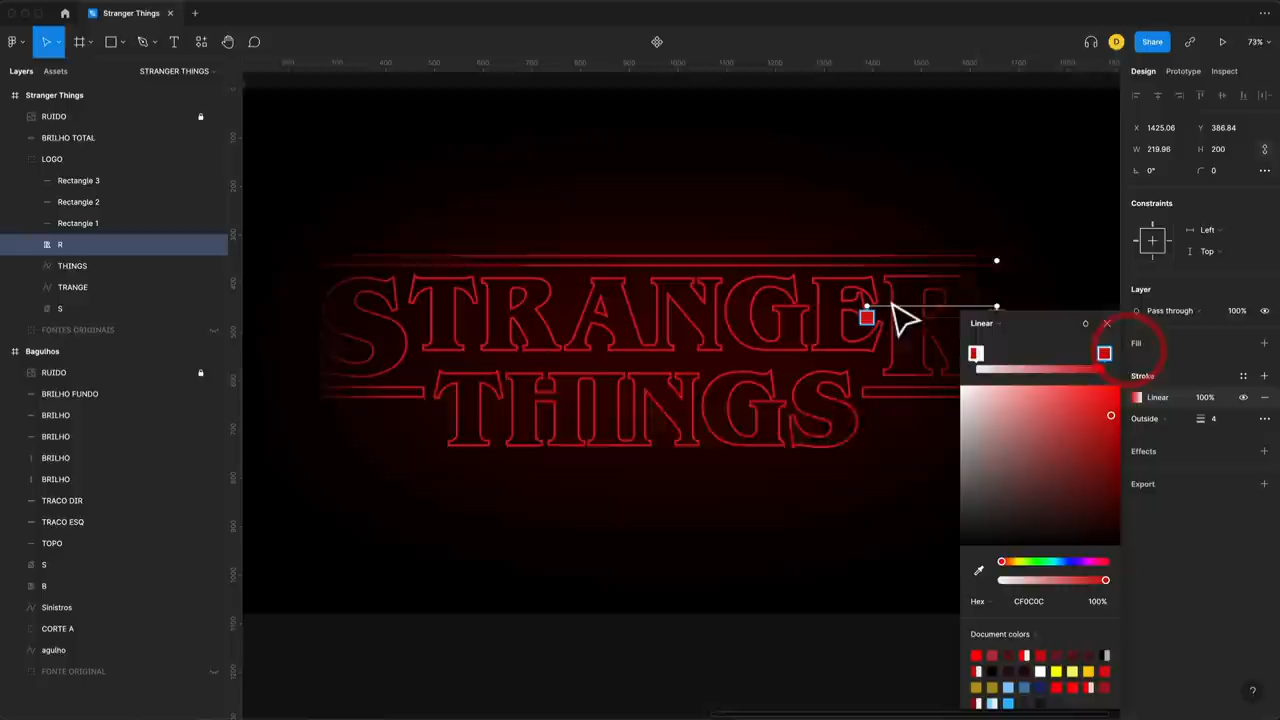 Stranger Things
Share
73%
Layers
Assets
STRANGER THINGS
Design
Prototype
Inspect
Stranger Things
RUIDO
BRILHO TOTAL
LOGO
Rectangle 3
Rectangle 2
Rectangle 1
R
THINGS
TRANGE
S
FONTES ORIGINAIS
Bagulhos
RUIDO
BRILHO FUNDO
BRILHO
BRILHO
BRILHO
BRILHO
TRACO DIR
TRACO ESQ
TOPO
S
B
Sinistros
CORTE A
agulho
FONTE ORIGINAL
STRANGER
THINGS
X 1425.06 Y 386.84
W 219.96 H 200
0° 0
Constraints
Left
Top
Layer
Pass through 100%
Fill
Stroke
Linear 100%
Outside 4
Effects
Export
Linear
Hex CF0C0C 100%
Document colors
D
?